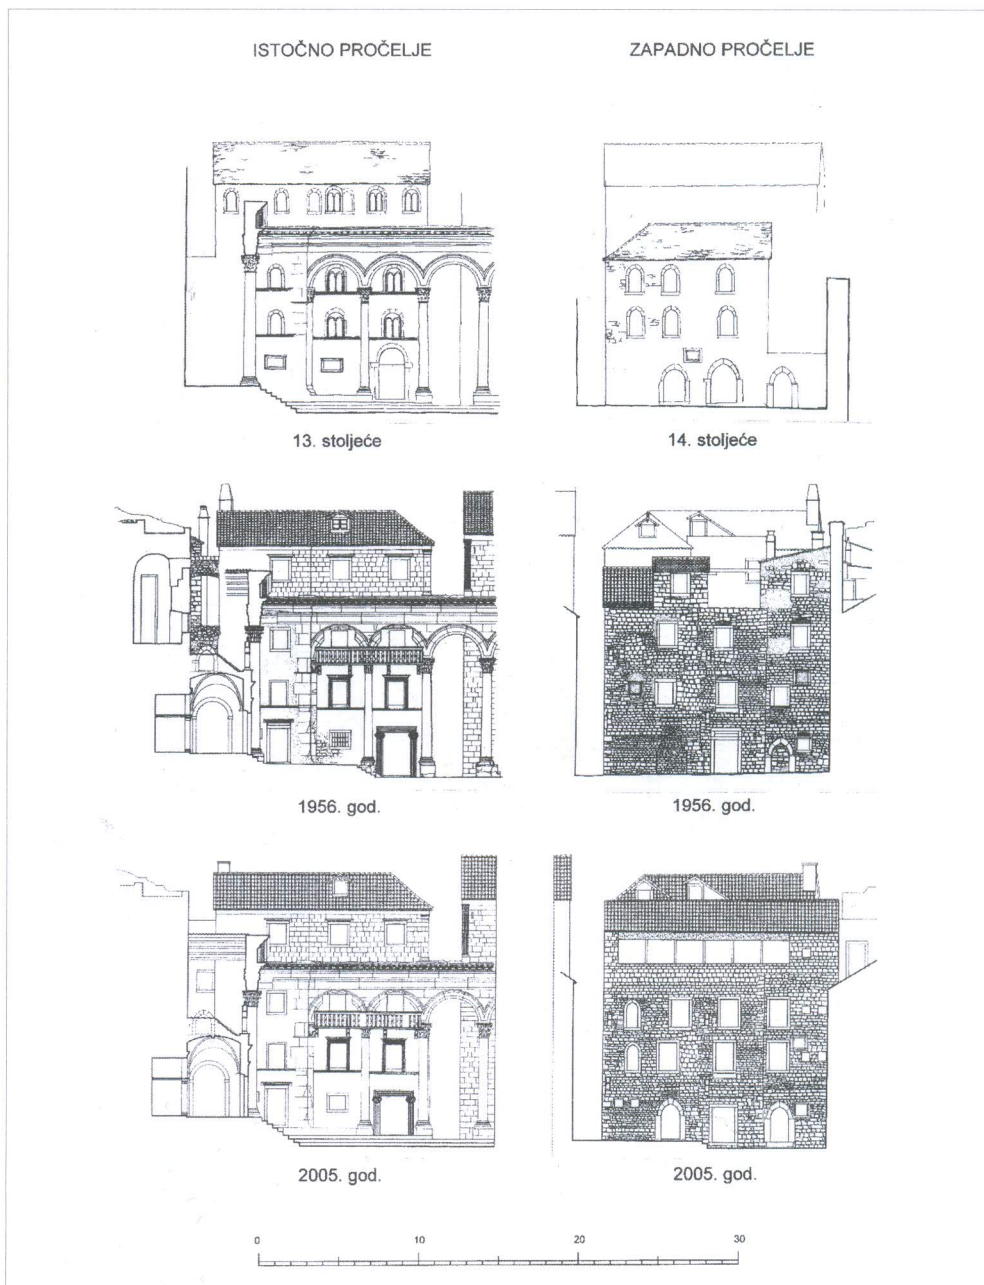 ISTOČNO PROČELJE
ZAPADNO PROČELJE
13. stoljeće
14. stoljeće
1956. god.
1956. god.
2005. god.
2005. god.
0 10 20 30